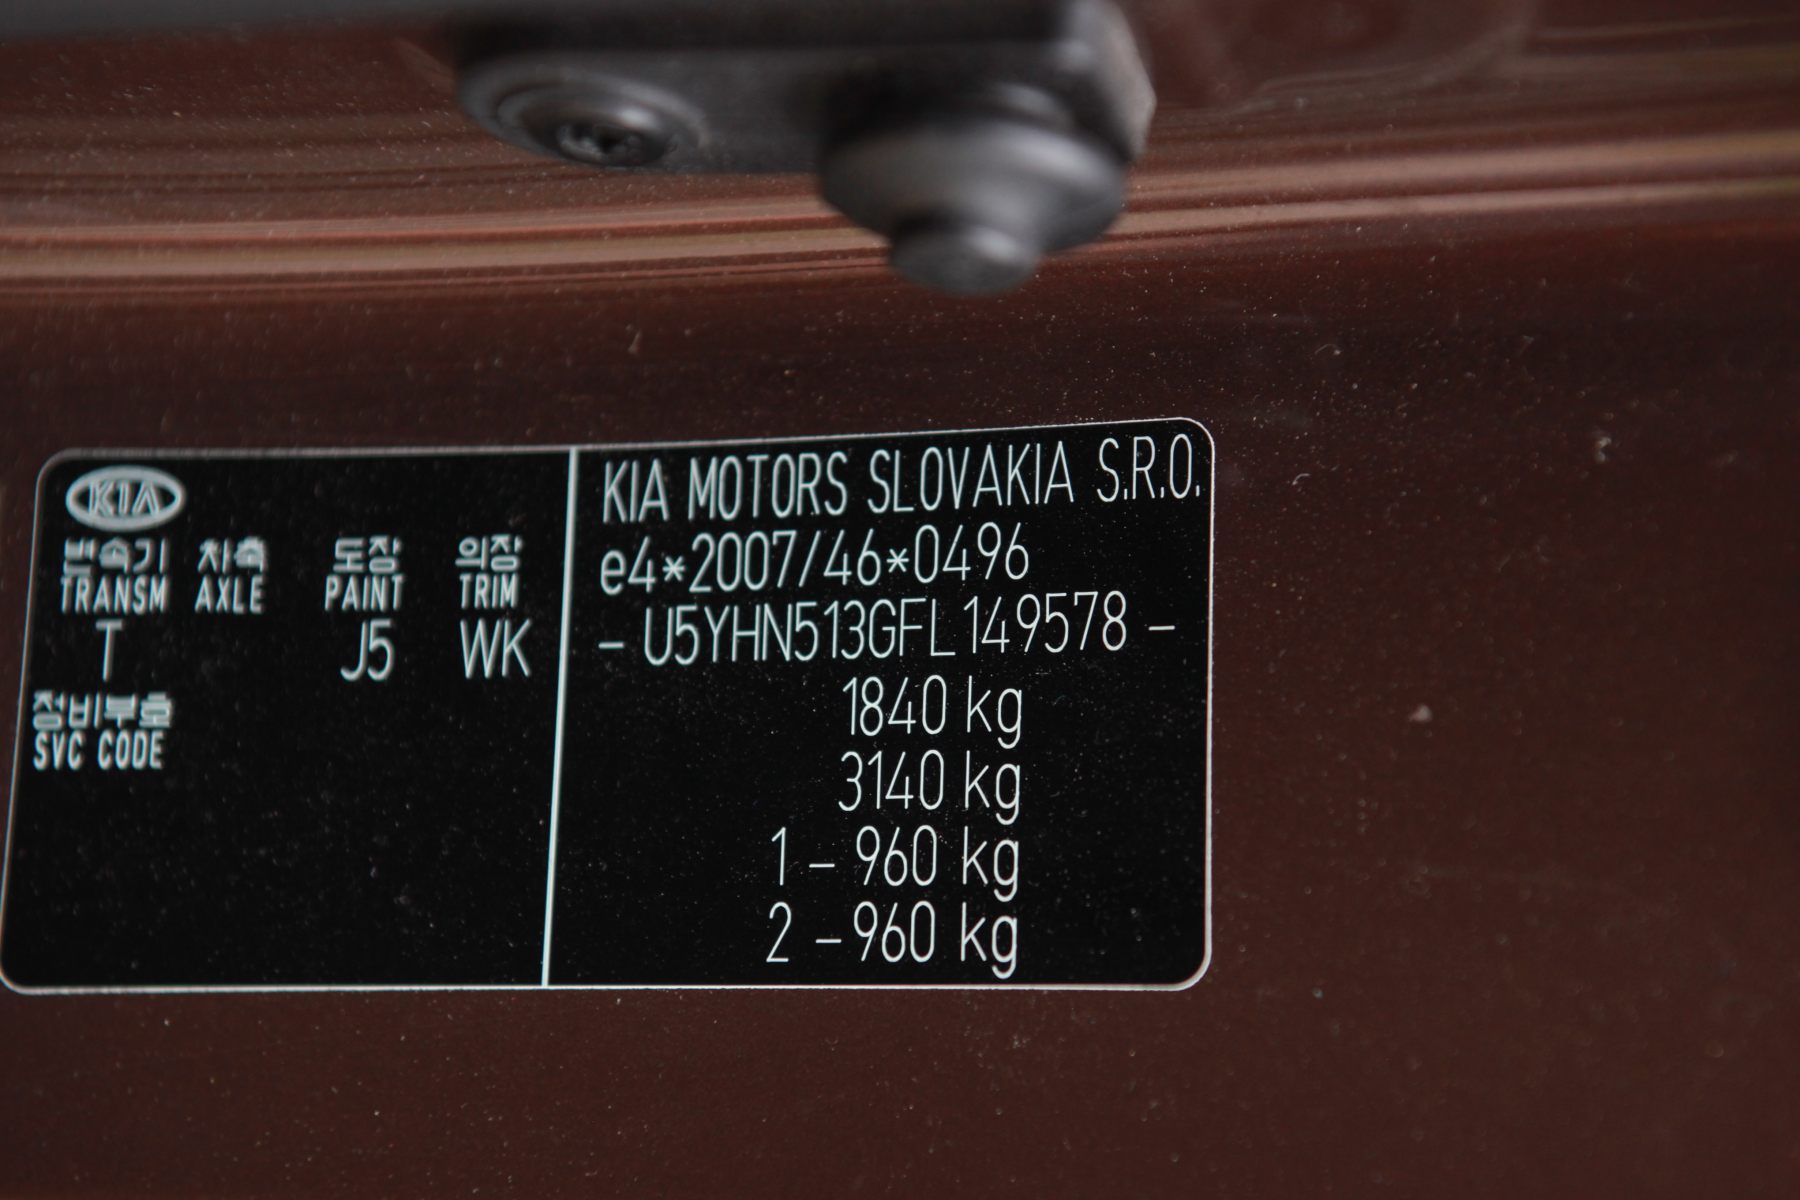 KIA
변속기 차축 도장 의장
TRANSM AXLE PAINT TRIM
T J5 WK
정비부호
SVC CODE
KIA MOTORS SLOVAKIA S.R.O.
e4*2007/46*0496
- U5YHN513GFL149578 -
1840 kg
3140 kg
1 - 960 kg
2 - 960 kg